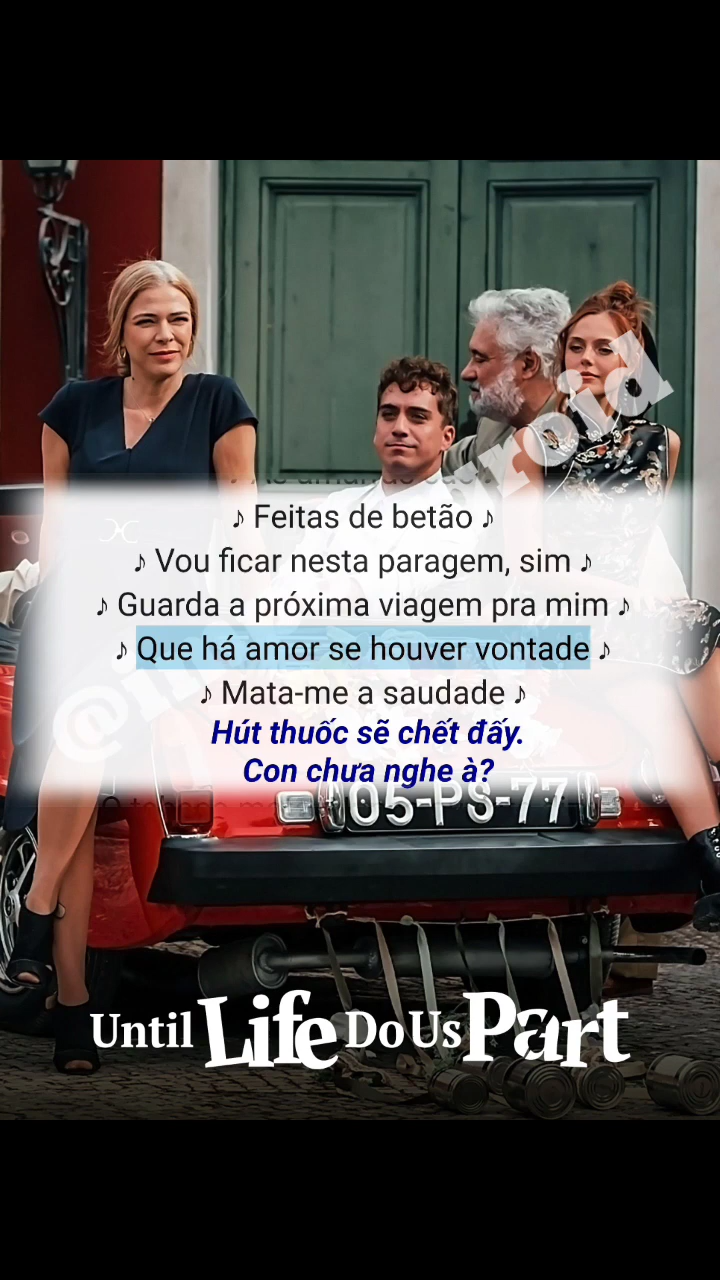 ♪ Feitas de betão ♪
♪ Vou ficar nesta paragem, sim ♪
♪ Guarda a próxima viagem pra mim ♪
♪ Que há amor se houver vontade ♪
♪ Mata-me a saudade ♪
Hút thuốc sẽ chết đấy.
Con chưa nghe à?
05-PS-77
Until Life Do Us Part